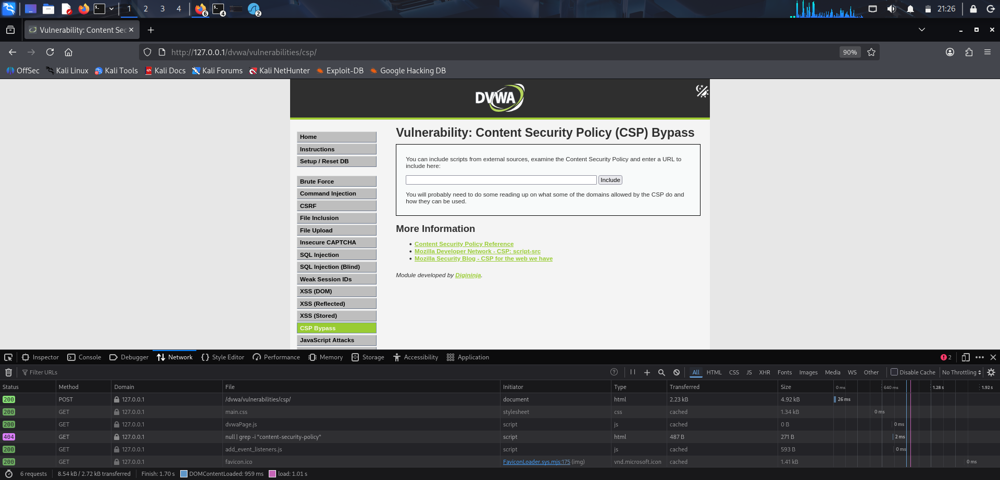 1 2 3 4 6 4 2 21:26
Vulnerability: Content Sec
http://127.0.0.1/dvwa/vulnerabilities/csp/ 90%
OffSec Kali Linux Kali Tools Kali Docs Kali Forums Kali NetHunter Exploit-DB Google Hacking DB
DVWA
Vulnerability: Content Security Policy (CSP) Bypass
Home
Instructions
Setup / Reset DB
Brute Force
Command Injection
CSRF
File Inclusion
File Upload
Insecure CAPTCHA
SQL Injection
SQL Injection (Blind)
Weak Session IDs
XSS (DOM)
XSS (Reflected)
XSS (Stored)
CSP Bypass
JavaScript Attacks
You can include scripts from external sources, examine the Content Security Policy and enter a URL to
include here:
Include
You will probably need to do some reading up on what some of the domains allowed by the CSP do and
how they can be used.
More Information
• Content Security Policy Reference
• Mozilla Developer Network - CSP: script-src
• Mozilla Security Blog - CSP for the web we have
Module developed by Digininja.
Inspector Console Debugger Network Style Editor Performance Memory Storage Accessibility Application 2
Filter URLs All HTML CSS JS XHR Fonts Images Media WS Other Disable Cache No Throttling
Status Method Domain File Initiator Type Transferred Size 0 ms 640 ms 1.28 s 1.92 s
200 POST 127.0.0.1 /dvwa/vulnerabilities/csp/ document html 2.23 kB 4.92 kB 26 ms
200 GET 127.0.0.1 main.css stylesheet css cached 1.34 kB 0 ms
200 GET 127.0.0.1 dvwaPage.js script js cached 0 B 0 ms
404 GET 127.0.0.1 null | grep -i "content-security-policy" script html 487 B 271 B 2 ms
200 GET 127.0.0.1 add_event_listeners.js script js cached 593 B 0 ms
200 GET 127.0.0.1 favicon.ico FaviconLoader.sys.mjs:175 (img) vnd.microsoft.icon cached 1.41 kB 0 ms
6 requests 8.54 kB / 2.72 kB transferred Finish: 1.70 s DOMContentLoaded: 959 ms load: 1.01 s